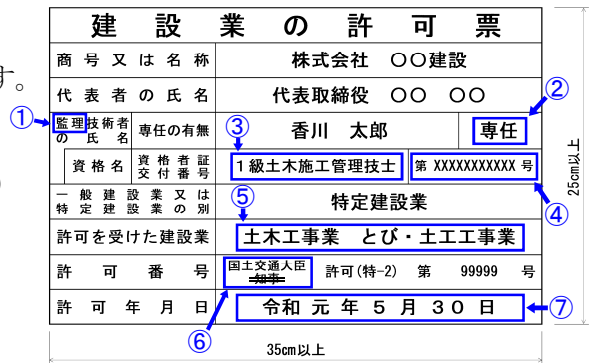 建設業の許可票
商号又は名称 株式会社 〇〇建設
す。
代表者の氏名 代表取締役 〇〇 〇〇
②
① 監理技術者の氏名 専任の有無 香川 太郎 専任
③
資格名 資格者証交付番号 1級土木施工管理技士 第 XXXXXXXXXXX 号
25cm以上
一般建設業又は特定建設業の別 特定建設業
⑤ ④
許可を受けた建設業 土木工事業 とび・土工工事業
許可番号 国土交通大臣 知事 許可(特-2) 第 99999 号
許可年月日 令和 元 年 5 月 30 日 ⑦
⑥
35cm以上